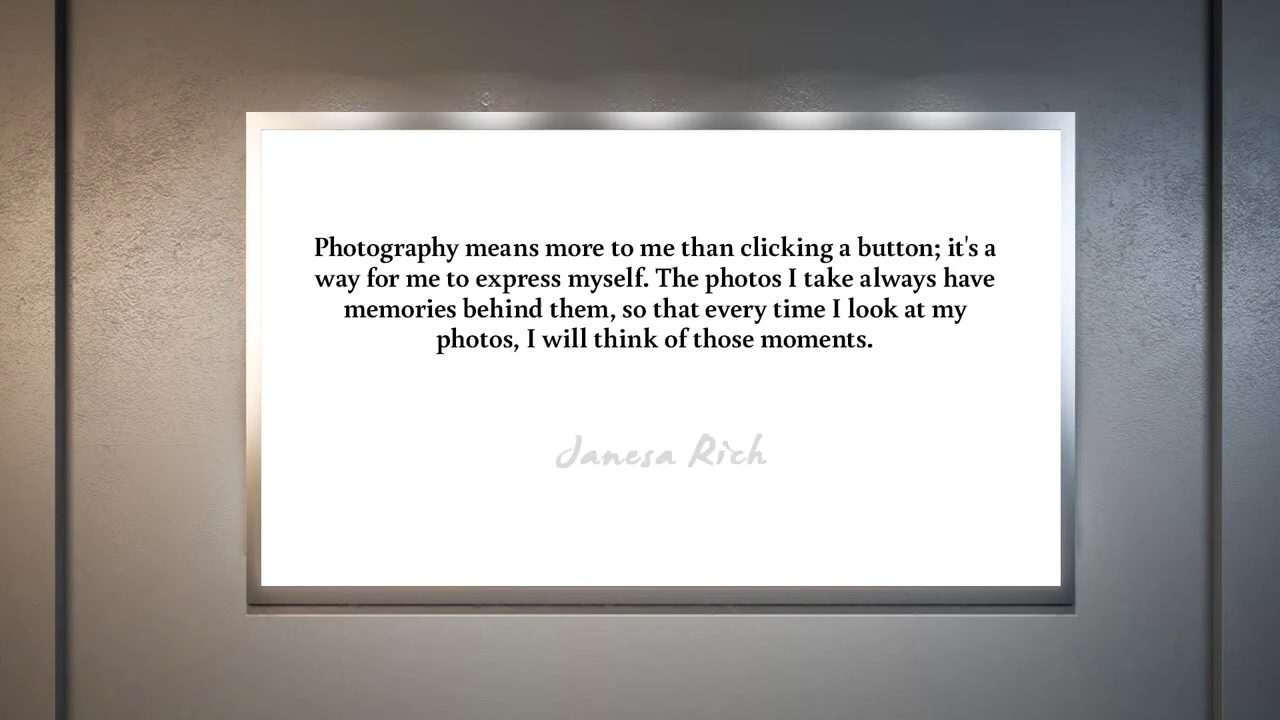 Photography means more to me than clicking a button; it's a
way for me to express myself. The photos I take always have
memories behind them, so that every time I look at my
photos, I will think of those moments.
Janesa Rich